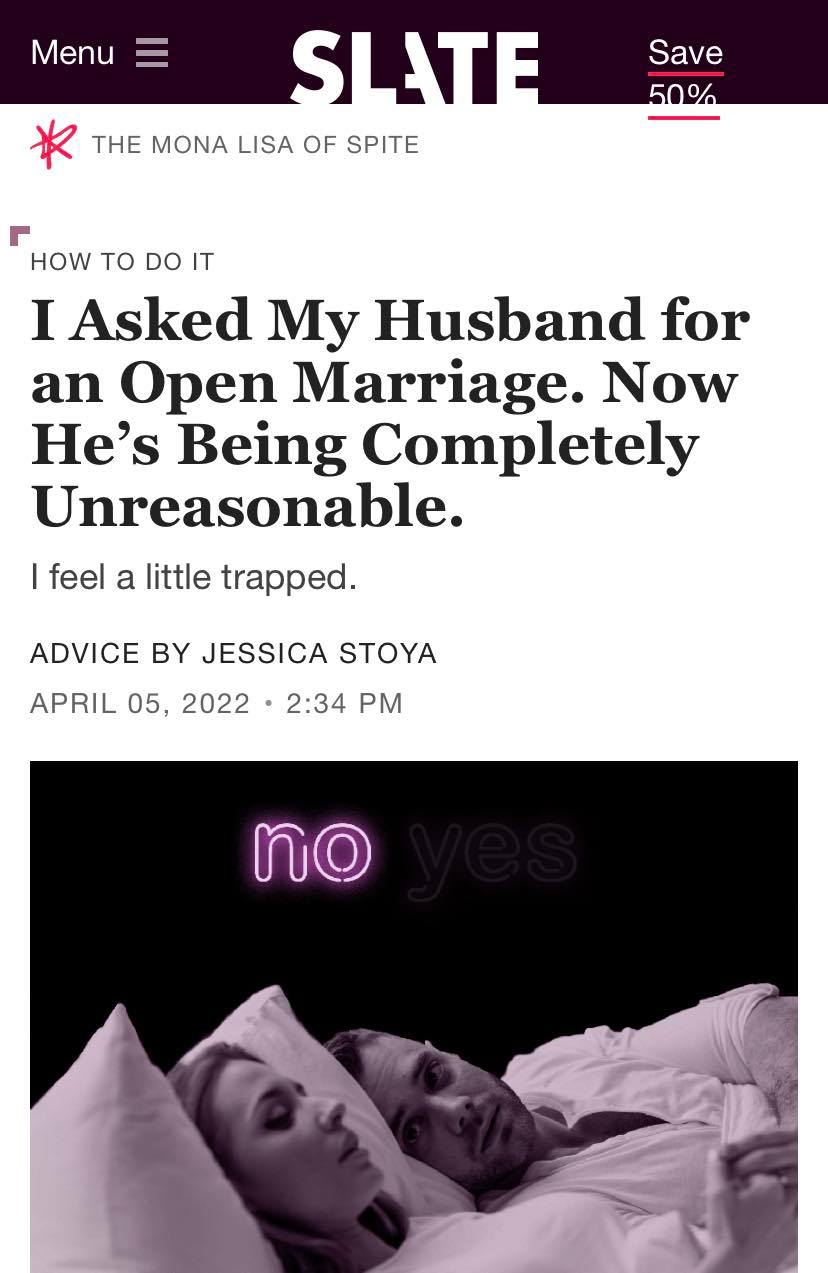 Menu
SLATE
Save
50%
THE MONA LISA OF SPITE
HOW TO DO IT
I Asked My Husband for
an Open Marriage. Now
He’s Being Completely
Unreasonable.
I feel a little trapped.
ADVICE BY JESSICA STOYA
APRIL 05, 2022 • 2:34 PM
no yes